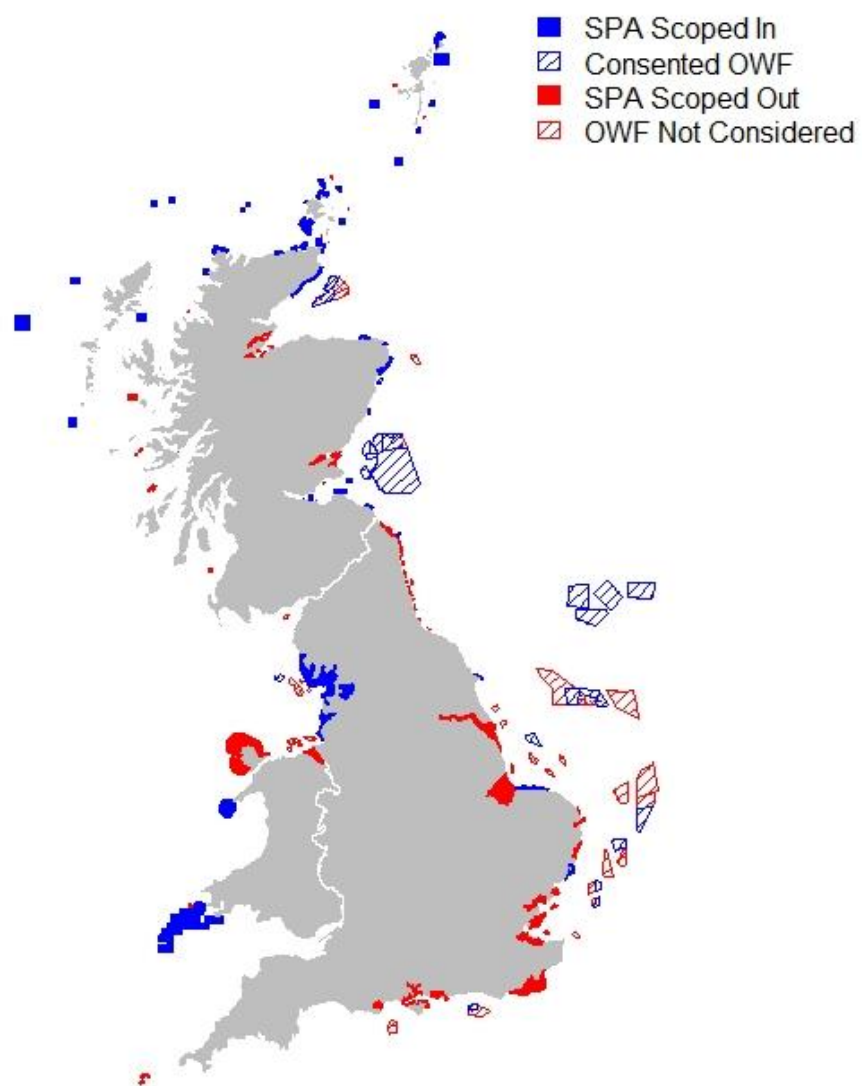 SPA Scoped In
Consented OWF
SPA Scoped Out
OWF Not Considered